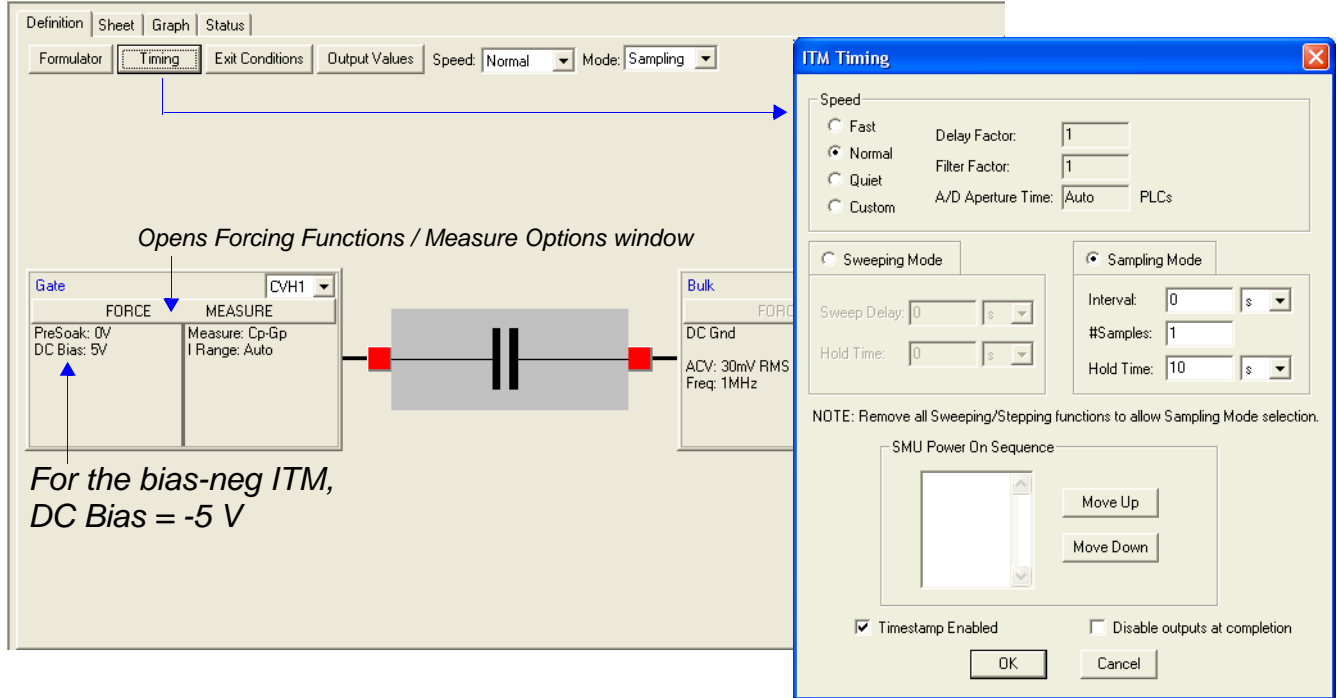 Definition Sheet Graph Status
Formulator Timing Exit Conditions Output Values Speed: Normal Mode: Sampling
Opens Forcing Functions / Measure Options window
Gate CVH1
FORCE MEASURE
PreSoak: 0V
DC Bias: 5V
Measure: Cp-Gp
I Range: Auto
Bulk
DC Gnd
ACV: 30mV RMS
Freq: 1MHz
For the bias-neg ITM,
DC Bias = -5 V
ITM Timing
Speed
Fast
Normal
Quiet
Custom
Delay Factor: 1
Filter Factor: 1
A/D Aperture Time: Auto PLCs
Sweeping Mode
Sweep Delay: 0 s
Hold Time: 0 s
Sampling Mode
Interval: 0 s
#Samples: 1
Hold Time: 10 s
NOTE: Remove all Sweeping/Stepping functions to allow Sampling Mode selection.
SMU Power On Sequence
Move Up
Move Down
Timestamp Enabled
Disable outputs at completion
OK Cancel